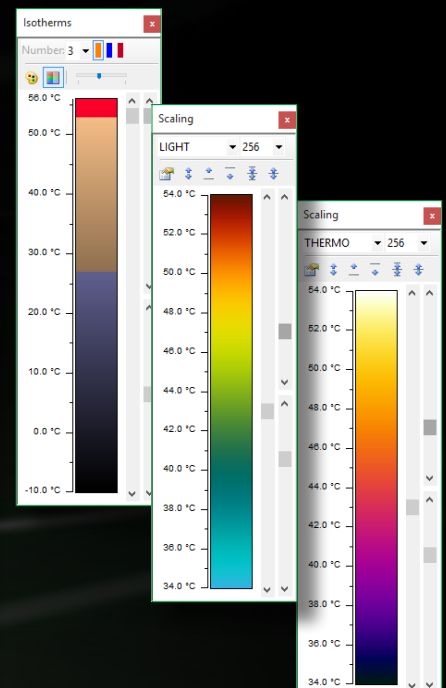 Isotherms
Number: 3
56.0 °C
50.0 °C
40.0 °C
30.0 °C
20.0 °C
10.0 °C
0.0 °C
-10.0 °C
Scaling
LIGHT 256
54.0 °C
52.0 °C
50.0 °C
48.0 °C
46.0 °C
44.0 °C
42.0 °C
40.0 °C
38.0 °C
36.0 °C
34.0 °C
Scaling
THERMO 256
54.0 °C
52.0 °C
50.0 °C
48.0 °C
46.0 °C
44.0 °C
42.0 °C
40.0 °C
38.0 °C
36.0 °C
34.0 °C